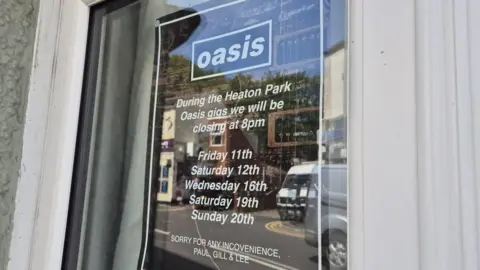 oasis
During the Heaton Park
Oasis gigs we will be
closing at 8pm
Friday 11th
Saturday 12th
Wednesday 16th
Saturday 19th
Sunday 20th
SORRY FOR ANY INCOVENIENCE,
PAUL, GILL & LEE